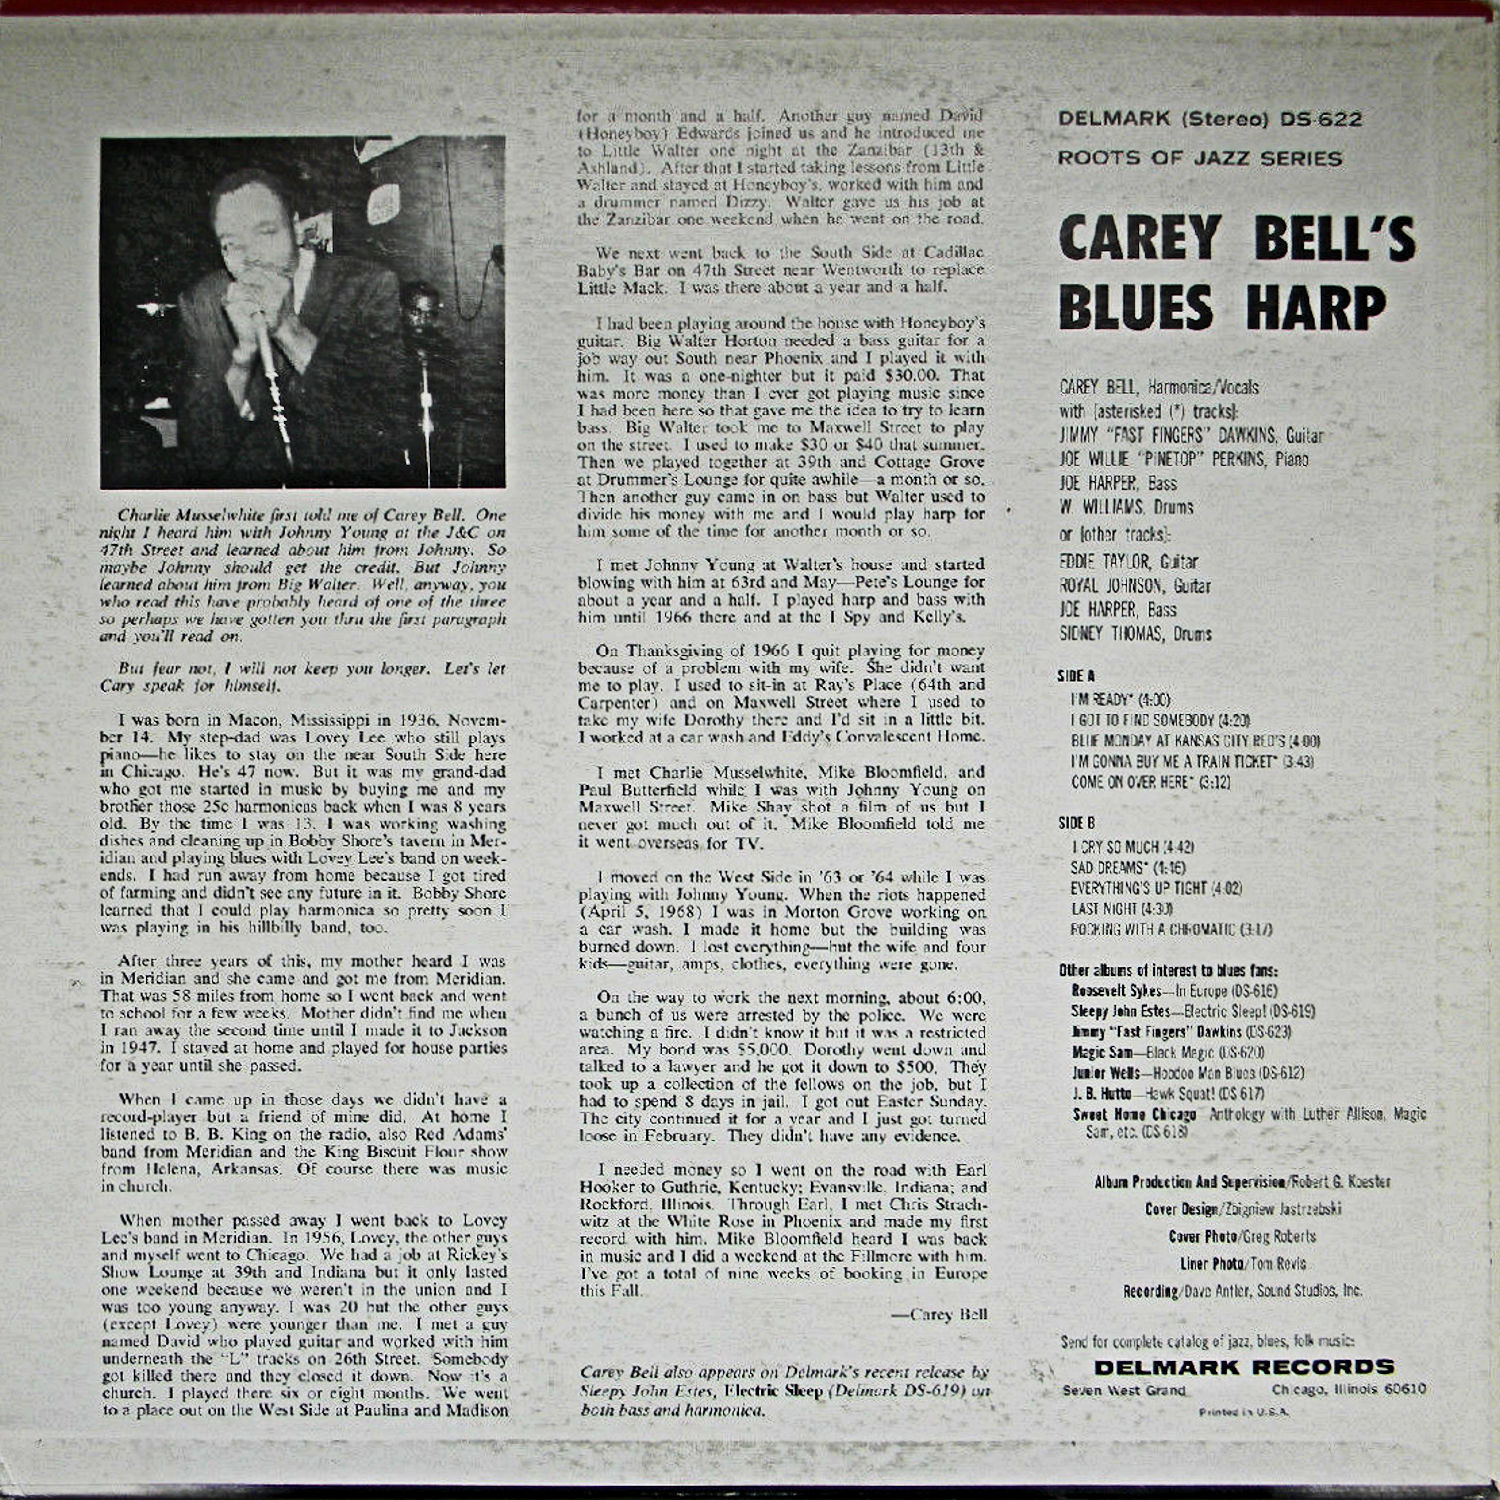 Charlie Musselwhite first told me of Carey Bell. One
night I heard him with Johnny Young at the J&C on
47th Street and learned about him from Johnny. So
maybe Johnny should get the credit. But Johnny
learned about him from Big Walter. Well, anyway, you
who read this have probably heard of one of the three
so perhaps we have gotten you thru the first paragraph
and you'll read on.
But fear not, I will not keep you longer. Let's let
Cary speak for himself.
I was born in Macon, Mississippi in 1936, Novem-
ber 14. My step-dad was Lovey Lee who still plays
piano—he likes to stay on the near South Side here
in Chicago. He's 47 now. But it was my grand-dad
who got me started in music by buying me and my
brother those 25c harmonicas back when I was 8 years
old. By the time I was 13, I was working washing
dishes and cleaning up in Bobby Shore's tavern in Mer-
idian and playing blues with Lovey Lee's band on week-
ends. I had run away from home because I got tired
of farming and didn't see any future in it. Bobby Shore
learned that I could play harmonica so pretty soon I
was playing in his hillbilly band, too.
After three years of this, my mother heard I was
in Meridian and she came and got me from Meridian.
That was 58 miles from home so I went back and went
to school for a few weeks. Mother didn't find me when
I ran away the second time until I made it to Jackson
in 1947. I stayed at home and played for house parties
for a year until she passed.
When I came up in those days we didn't have a
record-player but a friend of mine did. At home I
listened to B. B. King on the radio, also Red Adams'
band from Meridian and the King Biscuit Flour show
from Helena, Arkansas. Of course there was music
in church.
When mother passed away I went back to Lovey
Lee's band in Meridian. In 1956, Lovey, the other guys
and myself went to Chicago. We had a job at Rickey's
Show Lounge at 39th and Indiana but it only lasted
one weekend because we weren't in the union and I
was too young anyway. I was 20 but the other guys
(except Lovey) were younger than me. I met a guy
named David who played guitar and worked with him
underneath the "L" tracks on 26th Street. Somebody
got killed there and they closed it down. Now it's a
church. I played there six or eight months. We went
to a place out on the West Side at Paulina and Madison
for a month and a half. Another guy named David
(Honeyboy) Edwards joined us and he introduced me
to Little Walter one night at the Zanzibar (13th &
Ashland). After that I started taking lessons from Little
Walter and stayed at Honeyboy's, worked with him and
a drummer named Dizzy. Walter gave us his job at
the Zanzibar one weekend when he went on the road.
We next went back to the South Side at Cadillac
Baby's Bar on 47th Street near Wentworth to replace
Little Mack. I was there about a year and a half.
I had been playing around the house with Honeyboy's
guitar. Big Walter Horton needed a bass guitar for a
job way out South near Phoenix and I played it with
him. It was a one-nighter but it paid $30.00. That
was more money than I ever got playing music since
I had been here so that gave me the idea to try to learn
bass. Big Walter took me to Maxwell Street to play
on the street. I used to make $30 or $40 that summer.
Then we played together at 39th and Cottage Grove
at Drummer's Lounge for quite awhile—a month or so.
Then another guy came in on bass but Walter used to
divide his money with me and I would play harp for
him some of the time for another month or so.
I met Johnny Young at Walter's house and started
blowing with him at 63rd and May—Pete's Lounge for
about a year and a half. I played harp and bass with
him until 1966 there and at the I Spy and Kelly's.
On Thanksgiving of 1966 I quit playing for money
because of a problem with my wife. She didn't want
me to play. I used to sit-in at Ray's Place (64th and
Carpenter) and on Maxwell Street where I used to
take my wife Dorothy there and I'd sit in a little bit.
I worked at a car wash and Eddy's Convalescent Home.
I met Charlie Musselwhite, Mike Bloomfield, and
Paul Butterfield while I was with Johnny Young on
Maxwell Street. Mike Shay shot a film of us but I
never got much out of it. Mike Bloomfield told me
it went overseas for TV.
I moved on the West Side in '63 or '64 while I was
playing with Johnny Young. When the riots happened
(April 5, 1968) I was in Morton Grove working on
a car wash. I made it home but the building was
burned down. I lost everything—but the wife and four
kids—guitar, amps, clothes, everything were gone.
On the way to work the next morning, about 6:00,
a bunch of us were arrested by the police. We were
watching a fire. I didn't know it but it was a restricted
area. My bond was $5,000. Dorothy went down and
talked to a lawyer and he got it down to $500. They
took up a collection of the fellows on the job, but I
had to spend 8 days in jail. I got out Easter Sunday.
The city continued it for a year and I just got turned
loose in February. They didn't have any evidence.
I needed money so I went on the road with Earl
Hooker to Guthrie, Kentucky; Evansville, Indiana; and
Rockford, Illinois. Through Earl, I met Chris Strach-
witz at the White Rose in Phoenix and made my first
record with him. Mike Bloomfield heard I was back
in music and I did a weekend at the Fillmore with him.
I've got a total of nine weeks of booking in Europe
this Fall.
—Carey Bell
Carey Bell also appears on Delmark's recent release by
Sleepy John Estes, Electric Sleep (Delmark DS-619) on
both bass and harmonica.
DELMARK (Stereo) DS-622
ROOTS OF JAZZ SERIES
CAREY BELL'S
BLUES HARP
CAREY BELL, Harmonica/Vocals
with [asterisked (*) tracks]:
JIMMY "FAST FINGERS" DAWKINS, Guitar
JOE WILLIE "PINETOP" PERKINS, Piano
JOE HARPER, Bass
W. WILLIAMS, Drums
or [other tracks]:
EDDIE TAYLOR, Guitar
ROYAL JOHNSON, Guitar
JOE HARPER, Bass
SIDNEY THOMAS, Drums
SIDE A
I'M READY* (4:00)
I GOT TO FIND SOMEBODY (4:20)
BLUE MONDAY AT KANSAS CITY RED'S (4:00)
I'M GONNA BUY ME A TRAIN TICKET* (3:43)
COME ON OVER HERE* (3:12)
SIDE B
I CRY SO MUCH (4:42)
SAD DREAMS* (4:46)
EVERYTHING'S UP TIGHT (4:02)
LAST NIGHT (4:30)
ROCKING WITH A CHROMATIC (3:17)
Other albums of interest to blues fans:
Roosevelt Sykes—In Europe (DS-616)
Sleepy John Estes—Electric Sleep! (DS-619)
Jimmy "Fast Fingers" Dawkins (DS-623)
Magic Sam—Black Magic (DS-620)
Junior Wells—Hoodoo Man Blues (DS-612)
J. B. Hutto—Hawk Squat! (DS 617)
Sweet Home Chicago—Anthology with Luther Allison, Magic
Sam, etc. (DS 618)
Album Production And Supervision/Robert G. Koester
Cover Design/Zbigniew Jastrzebski
Cover Photo/Greg Roberts
Liner Photo/Tom Revis
Recording/Dave Antler, Sound Studios, Inc.
Send for complete catalog of jazz, blues, folk music:
DELMARK RECORDS
Seven West Grand Chicago, Illinois 60610
Printed in U.S.A.